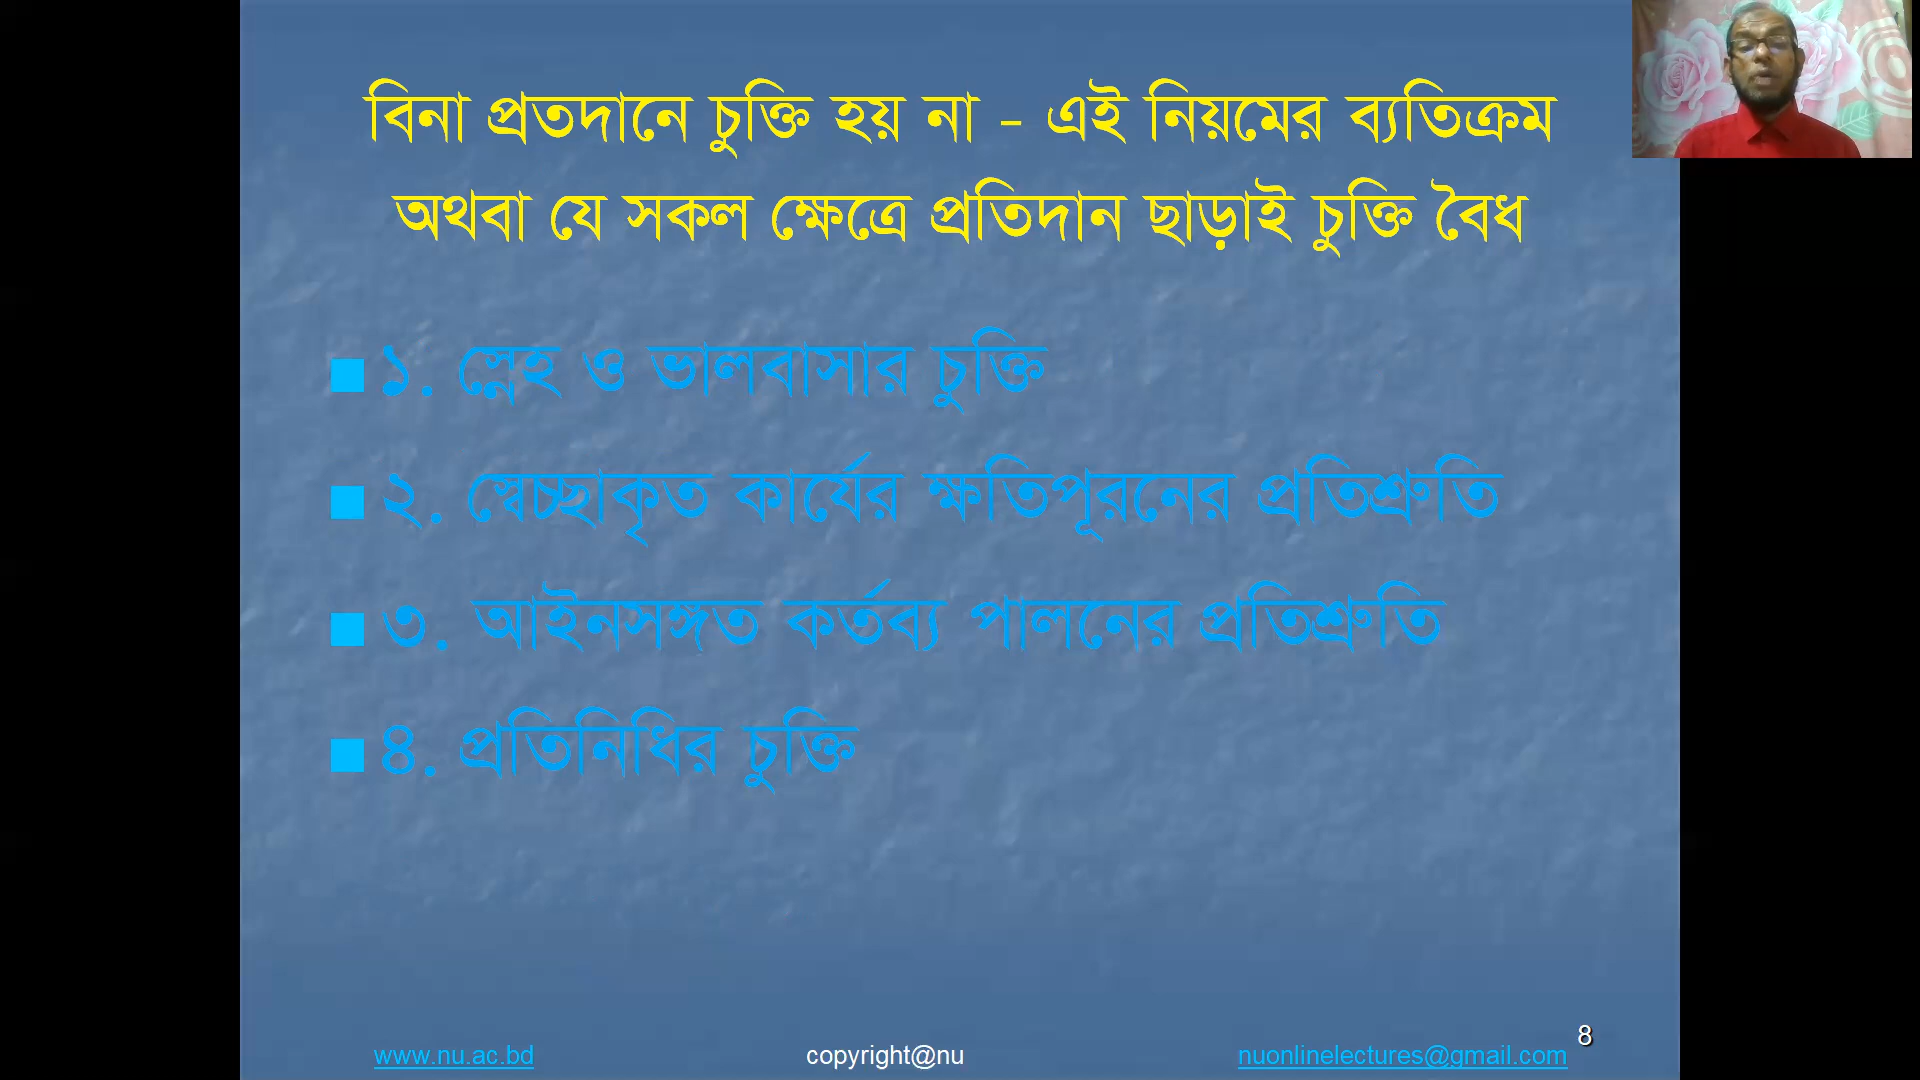 বিনা প্রতদানে চুক্তি হয় না - এই নিয়মের ব্যতিক্রম
অথবা যে সকল ক্ষেত্রে প্রতিদান ছাড়াই চুক্তি বৈধ
১. স্নেহ ও ভালবাসার চুক্তি
২. স্বেচ্ছাকৃত কার্যের ক্ষতিপূরনের প্রতিশ্রুতি
৩. আইনসঙ্গত কর্তব্য পালনের প্রতিশ্রুতি
৪. প্রতিনিধির চুক্তি
8
www.nu.ac.bd copyright@nu nuonlinelectures@gmail.com